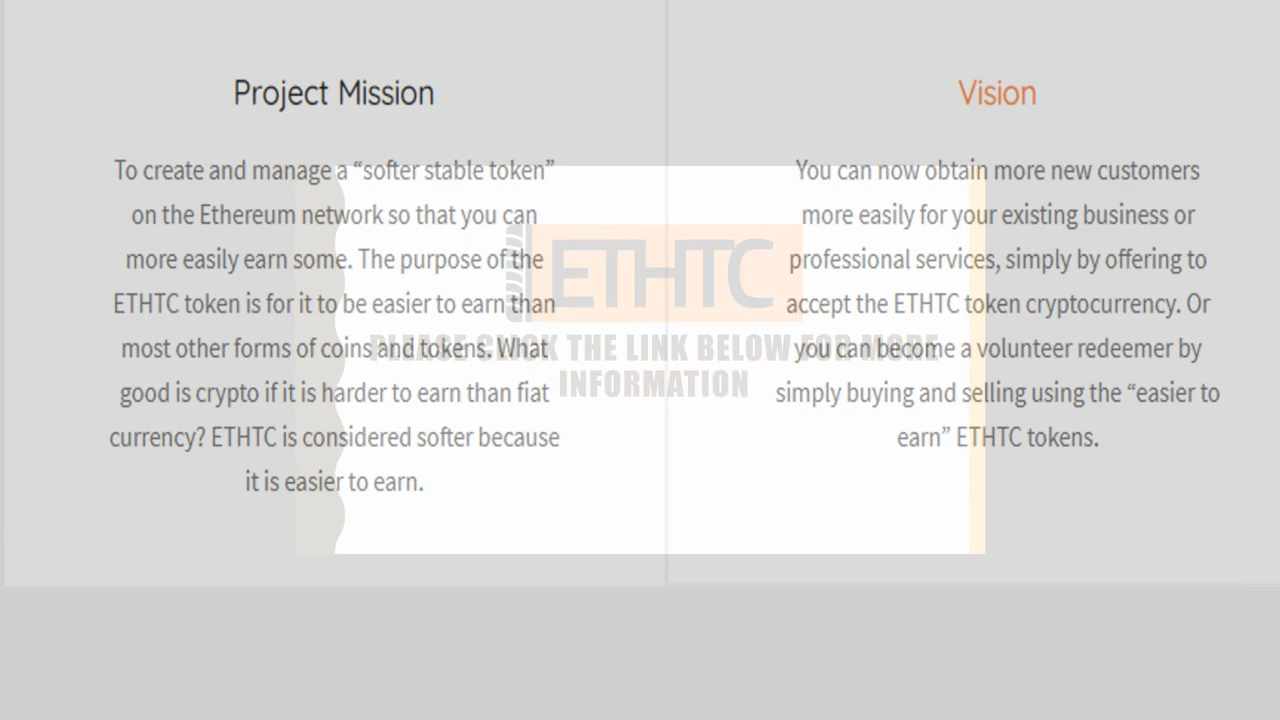 Project Mission
To create and manage a “softer stable token”
on the Ethereum network so that you can
more easily earn some. The purpose of the
ETHTC token is for it to be easier to earn than
most other forms of coins and tokens. What
good is crypto if it is harder to earn than fiat
currency? ETHTC is considered softer because
it is easier to earn.
Vision
You can now obtain more new customers
more easily for your existing business or
professional services, simply by offering to
accept the ETHTC token cryptocurrency. Or
you can become a volunteer redeemer by
simply buying and selling using the “easier to
earn” ETHTC tokens.
ETHTC
PLEASE CLICK THE LINK BELOW FOR MORE
INFORMATION